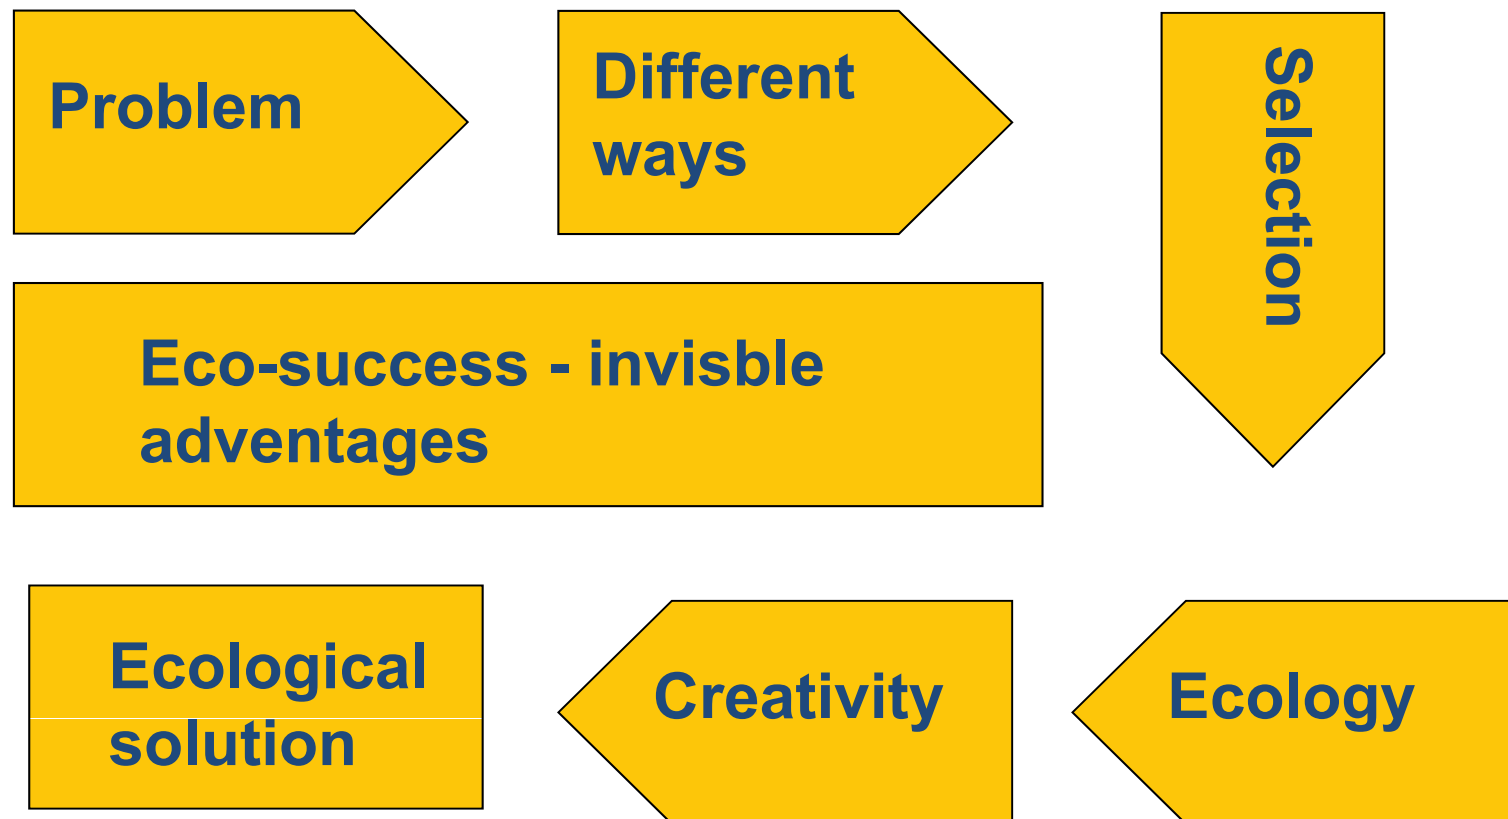 Problem
Different
ways
Selection
Eco-success - invisble
adventages
Ecological
solution
Creativity
Ecology